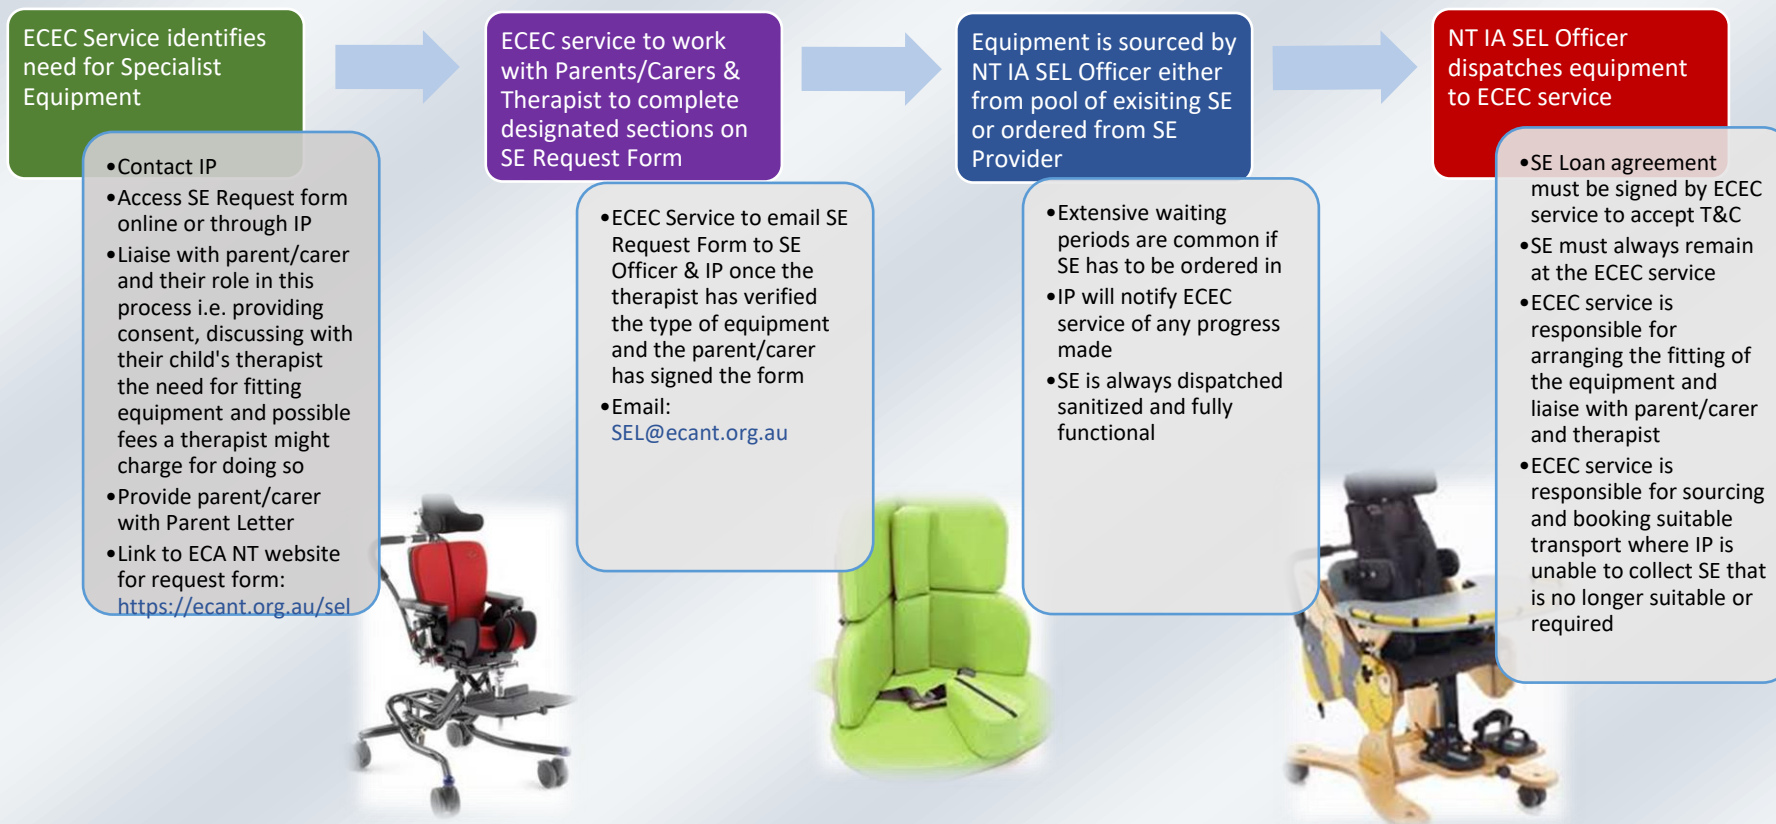 ECEC Service identifies
need for Specialist
Equipment
•Contact IP
•Access SE Request form
online or through IP
•Liaise with parent/carer
and their role in this
process i.e. providing
consent, discussing with
their child's therapist
the need for fitting
equipment and possible
fees a therapist might
charge for doing so
•Provide parent/carer
with Parent Letter
•Link to ECA NT website
for request form:
https://ecant.org.au/sel
ECEC service to work
with Parents/Carers &
Therapist to complete
designated sections on
SE Request Form
•ECEC Service to email SE
Request Form to SE
Officer & IP once the
therapist has verified
the type of equipment
and the parent/carer
has signed the form
•Email:
SEL@ecant.org.au
Equipment is sourced by
NT IA SEL Officer either
from pool of exisiting SE
or ordered from SE
Provider
•Extensive waiting
periods are common if
SE has to be ordered in
•IP will notify ECEC
service of any progress
made
•SE is always dispatched
sanitized and fully
functional
NT IA SEL Officer
dispatches equipment
to ECEC service
•SE Loan agreement
must be signed by ECEC
service to accept T&C
•SE must always remain
at the ECEC service
•ECEC service is
responsible for
arranging the fitting of
the equipment and
liaise with parent/carer
and therapist
•ECEC service is
responsible for sourcing
and booking suitable
transport where IP is
unable to collect SE that
is no longer suitable or
required